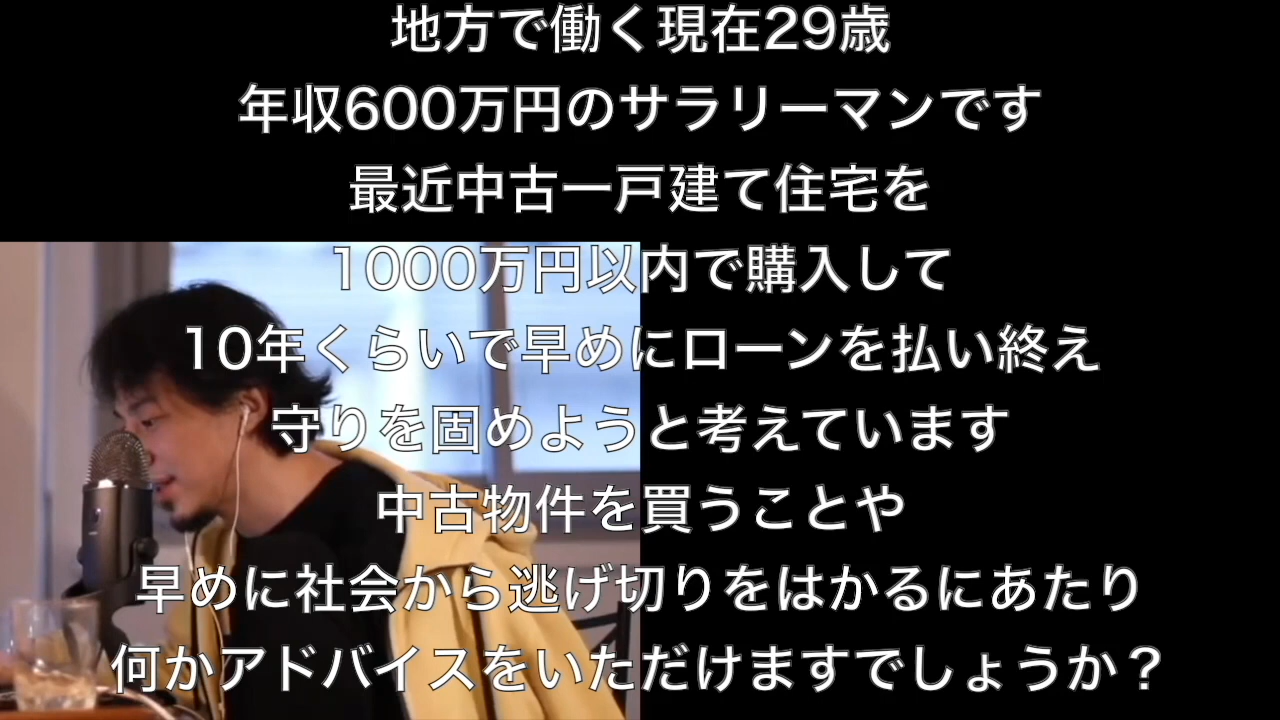 地方で働く現在29歳
年収600万円のサラリーマンです
最近中古一戸建て住宅を
1000万円以内で購入して
10年くらいで早めにローンを払い終え
守りを固めようと考えています
中古物件を買うことや
早めに社会から逃げ切りをはかるにあたり
何かアドバイスをいただけますでしょうか？